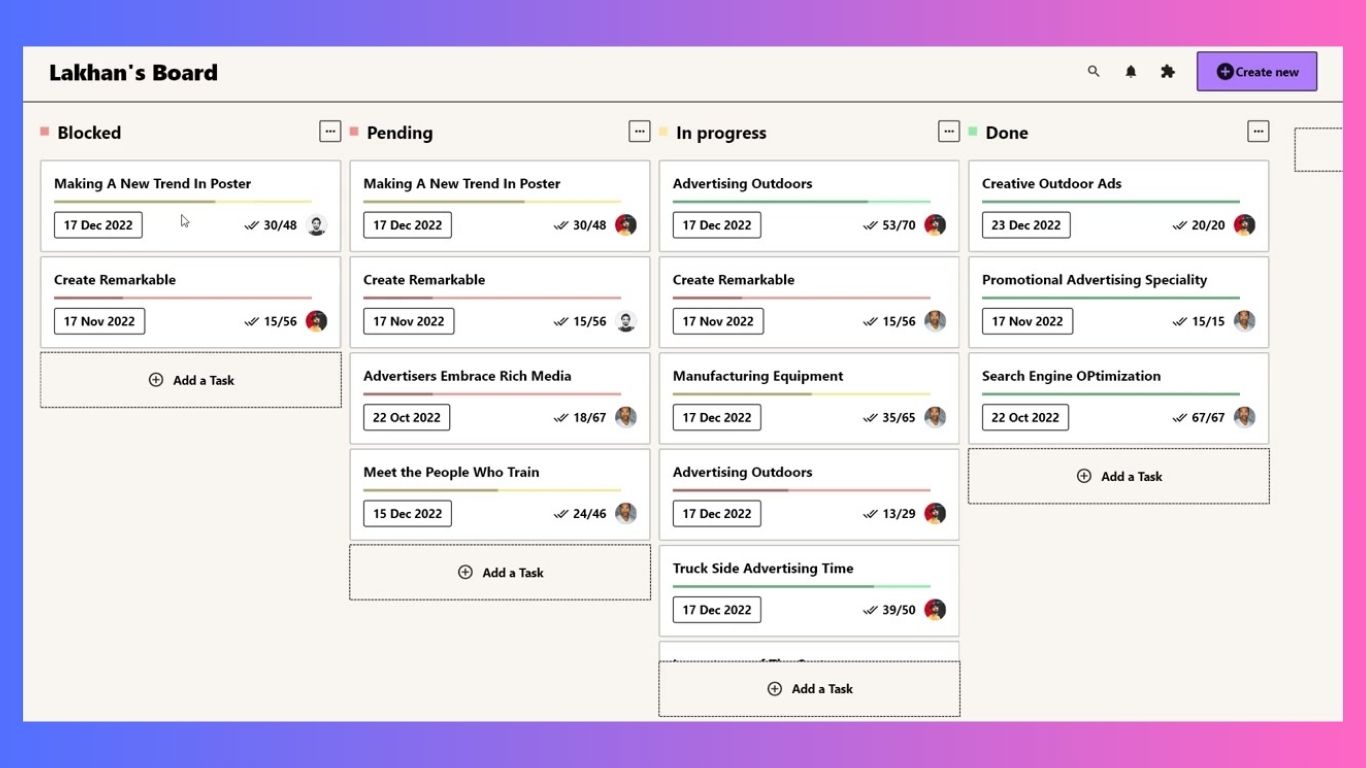 Lakhan's Board
Create new
Blocked
Making A New Trend In Poster
17 Dec 2022
30/48
Create Remarkable
17 Nov 2022
15/56
Add a Task
Pending
Making A New Trend In Poster
17 Dec 2022
30/48
Create Remarkable
17 Nov 2022
15/56
Advertisers Embrace Rich Media
22 Oct 2022
18/67
Meet the People Who Train
15 Dec 2022
24/46
Add a Task
In progress
Advertising Outdoors
17 Dec 2022
53/70
Create Remarkable
17 Nov 2022
15/56
Manufacturing Equipment
17 Dec 2022
35/65
Advertising Outdoors
17 Dec 2022
13/29
Truck Side Advertising Time
17 Dec 2022
39/50
Add a Task
Done
Creative Outdoor Ads
23 Dec 2022
20/20
Promotional Advertising Speciality
17 Nov 2022
15/15
Search Engine OPtimization
22 Oct 2022
67/67
Add a Task